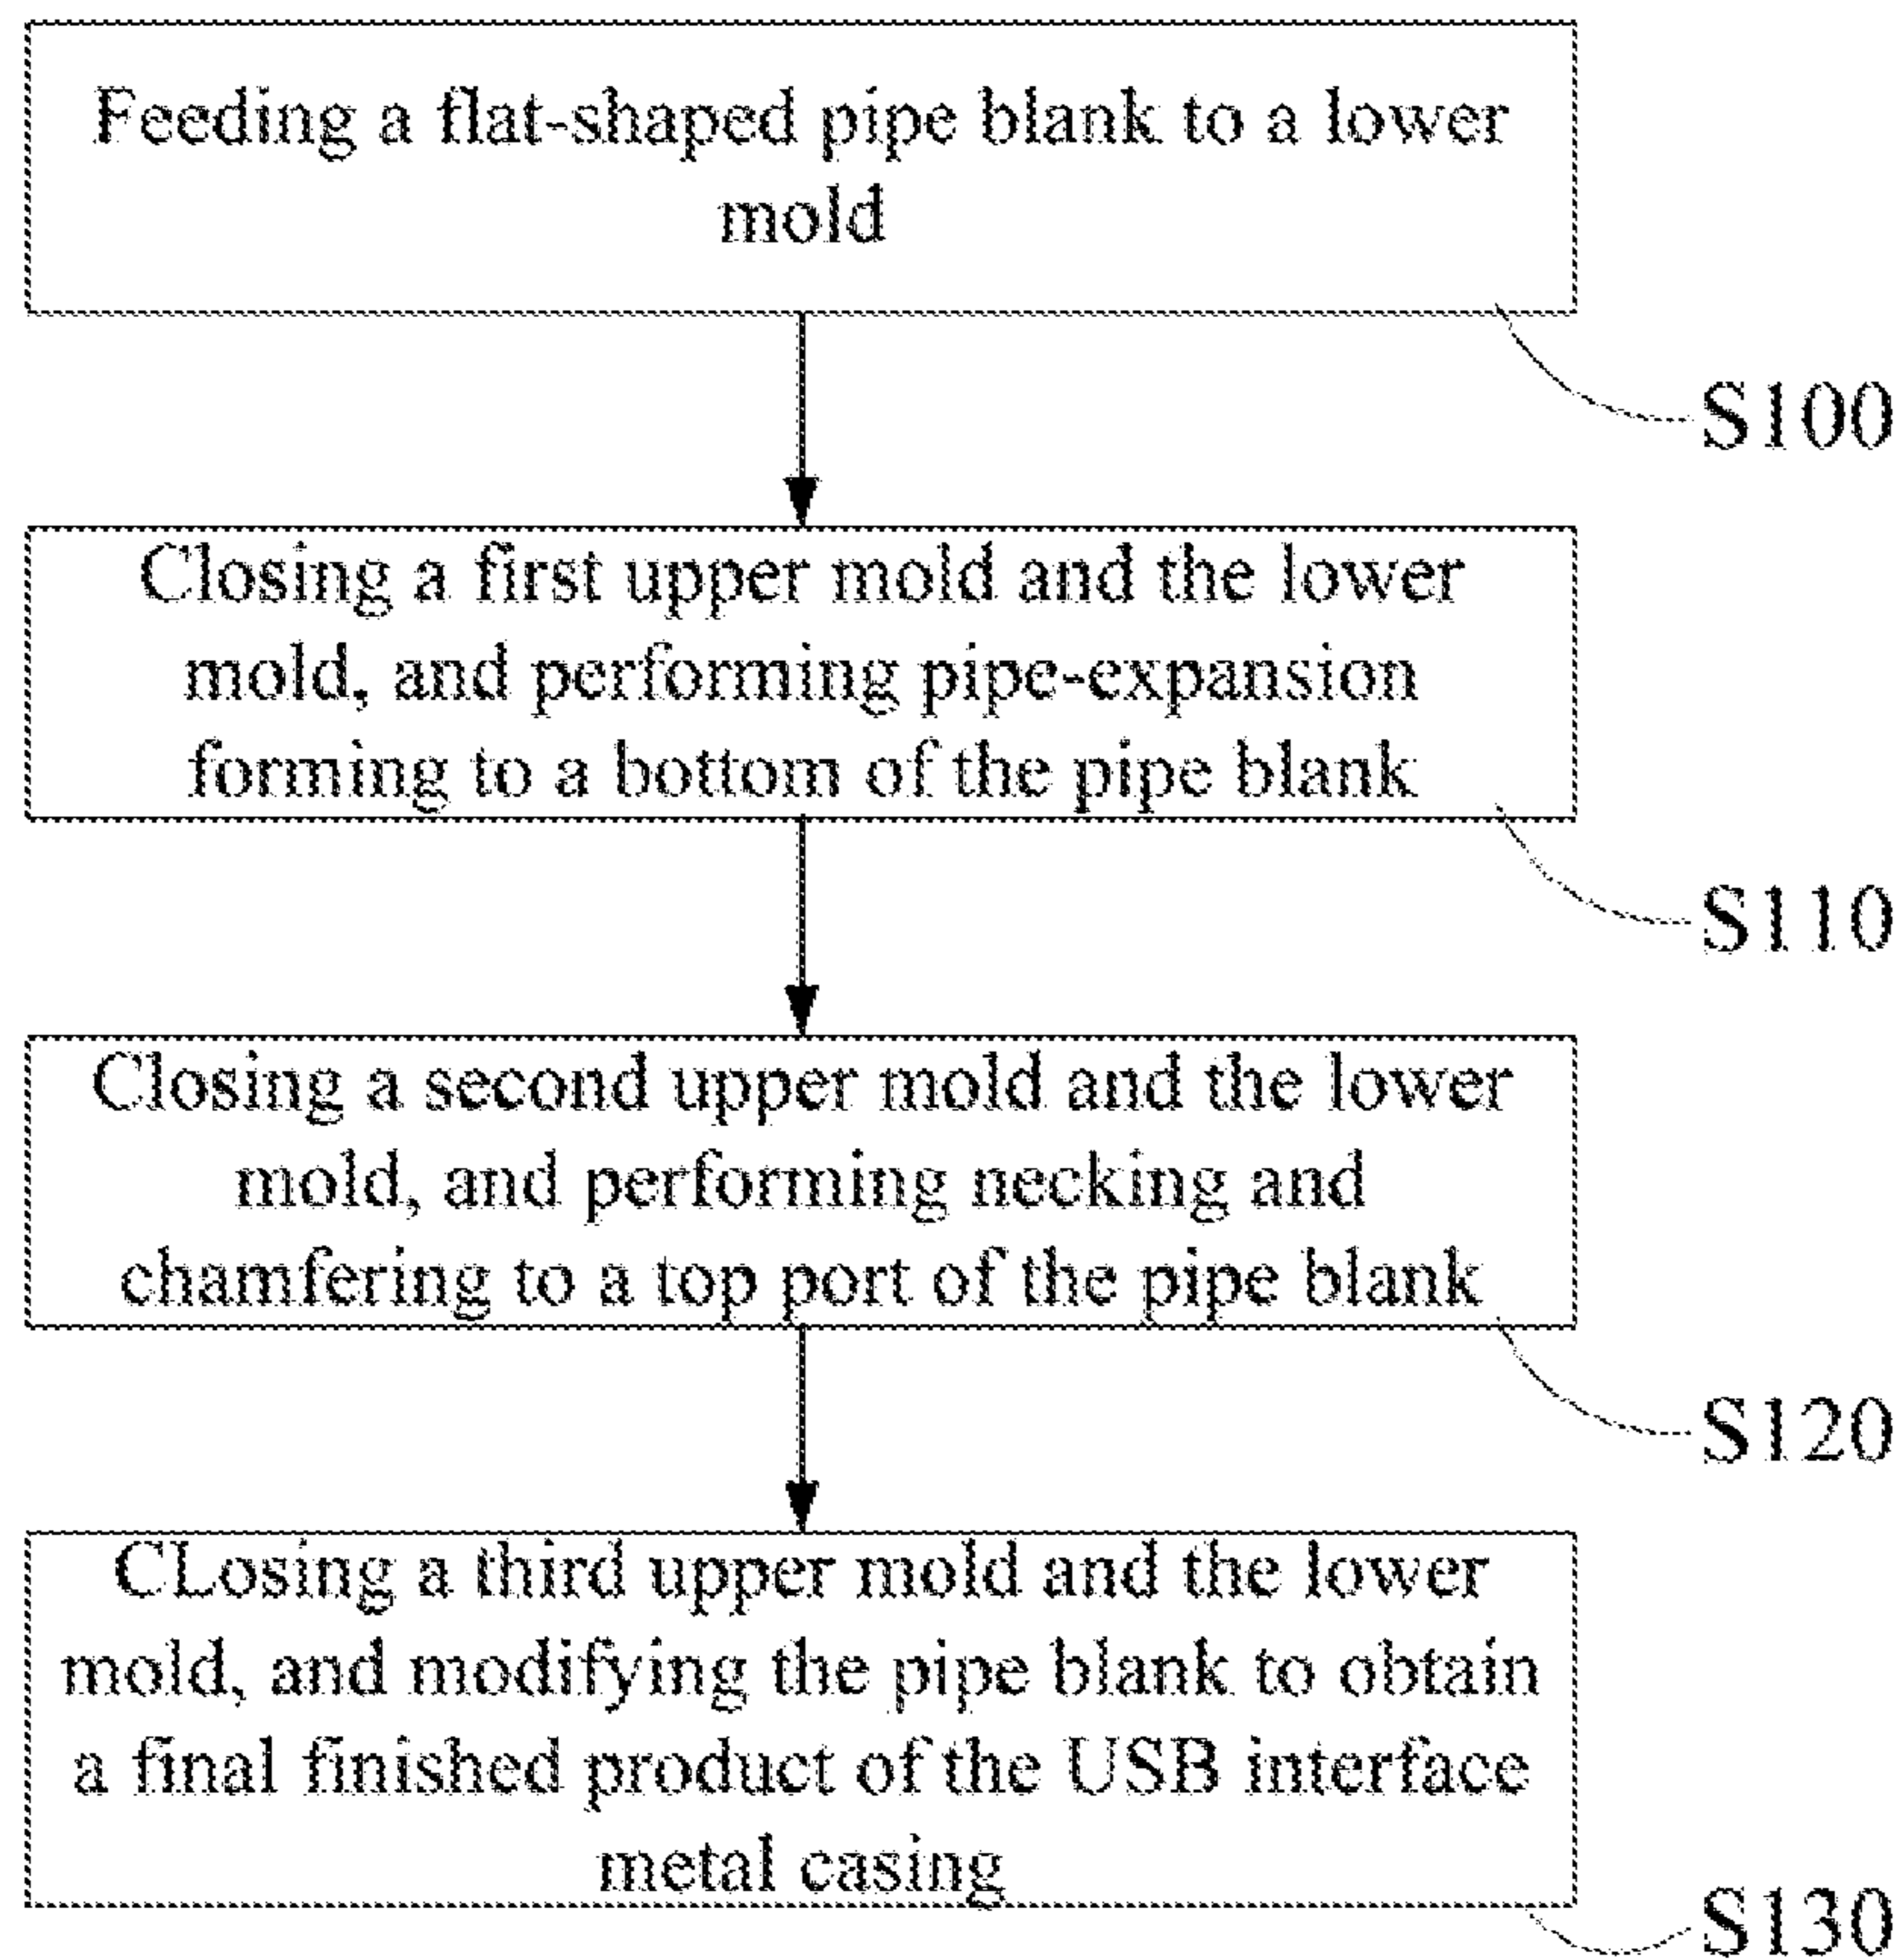 Feeding a flat-shaped pipe blank to a lower
mold
S100
Closing a first upper mold and the lower
mold, and performing pipe-expansion
forming to a bottom of the pipe blank
S110
Closing a second upper mold and the lower
mold, and performing necking and
chamfering to a top port of the pipe blank
S120
CLosing a third upper mold and the lower
mold, and modifying the pipe blank to obtain
a final finished product of the USB interface
metal casing
S130